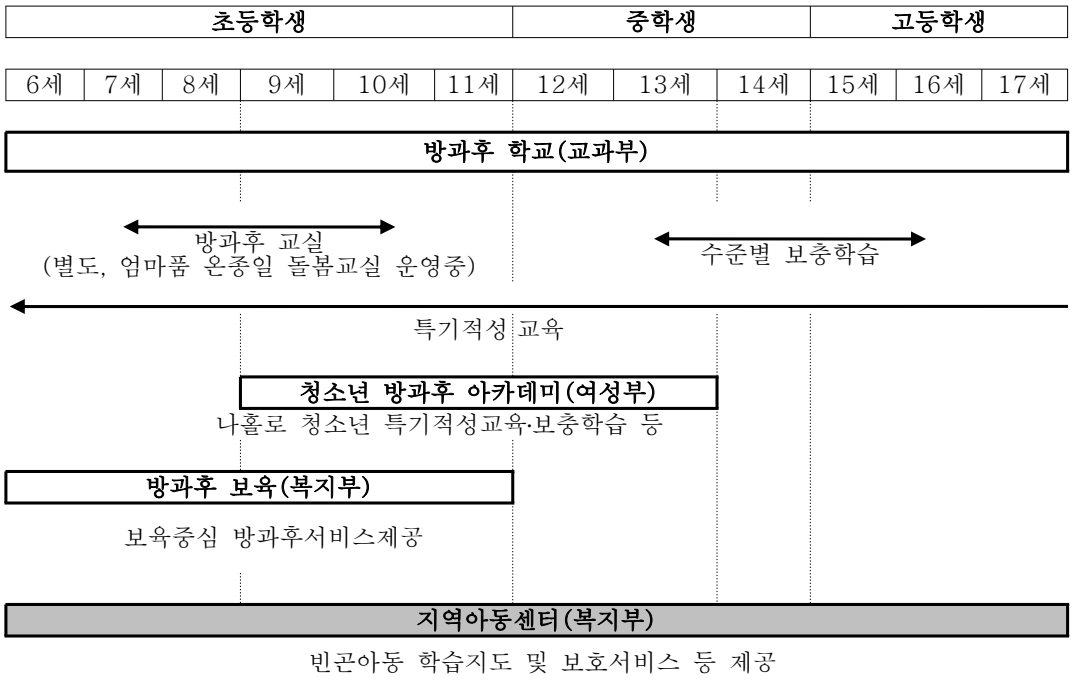 초등학생 중학생 고등학생
6세 7세 8세 9세 10세 11세 12세 13세 14세 15세 16세 17세
방과후 학교(교과부)
방과후 교실
(별도, 엄마품 온종일 돌봄교실 운영중)
수준별 보충학습
특기적성 교육
청소년 방과후 아카데미(여성부)
나홀로 청소년 특기적성교육·보충학습 등
방과후 보육(복지부)
보육중심 방과후서비스제공
지역아동센터(복지부)
빈곤아동 학습지도 및 보호서비스 등 제공